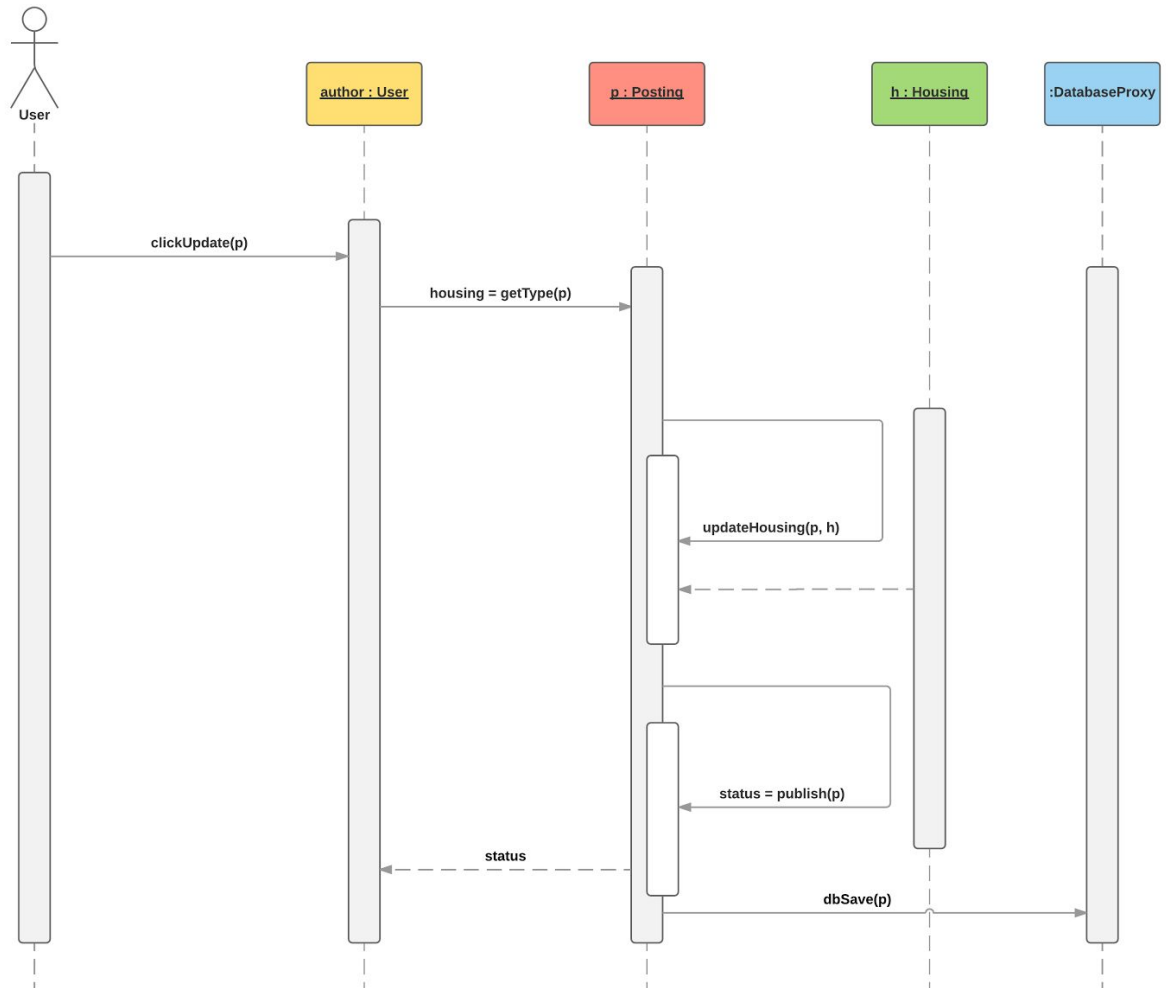 User
author : User
p : Posting
h : Housing
:DatabaseProxy
clickUpdate(p)
housing = getType(p)
updateHousing(p, h)
status = publish(p)
status
dbSave(p)